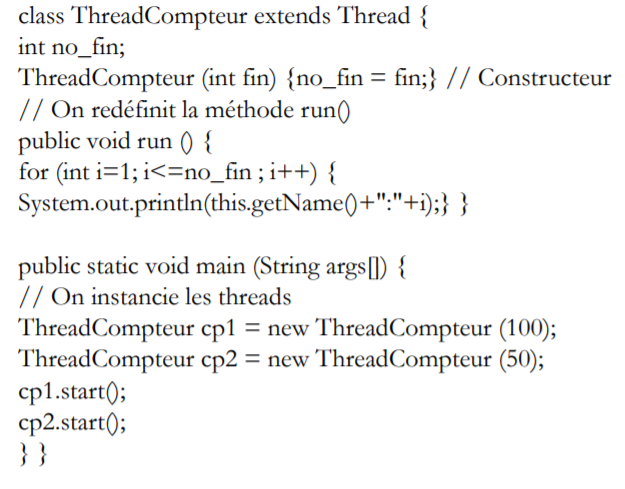 class ThreadCompteur extends Thread {
int no_fin;
ThreadCompteur (int fin) {no_fin = fin;} // Constructeur
// On redéfinit la méthode run()
public void run () {
for (int i=1; i<=no_fin ; i++) {
System.out.println(this.getName()+":"+i);} }
public static void main (String args[]) {
// On instancie les threads
ThreadCompteur cp1 = new ThreadCompteur (100);
ThreadCompteur cp2 = new ThreadCompteur (50);
cp1.start();
cp2.start();
} }